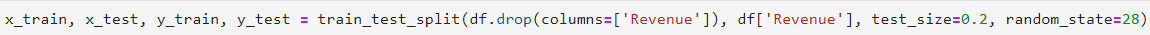 x_train, x_test, y_train, y_test = train_test_split(df.drop(columns=['Revenue']), df['Revenue'], test_size=0.2, random_state=28)